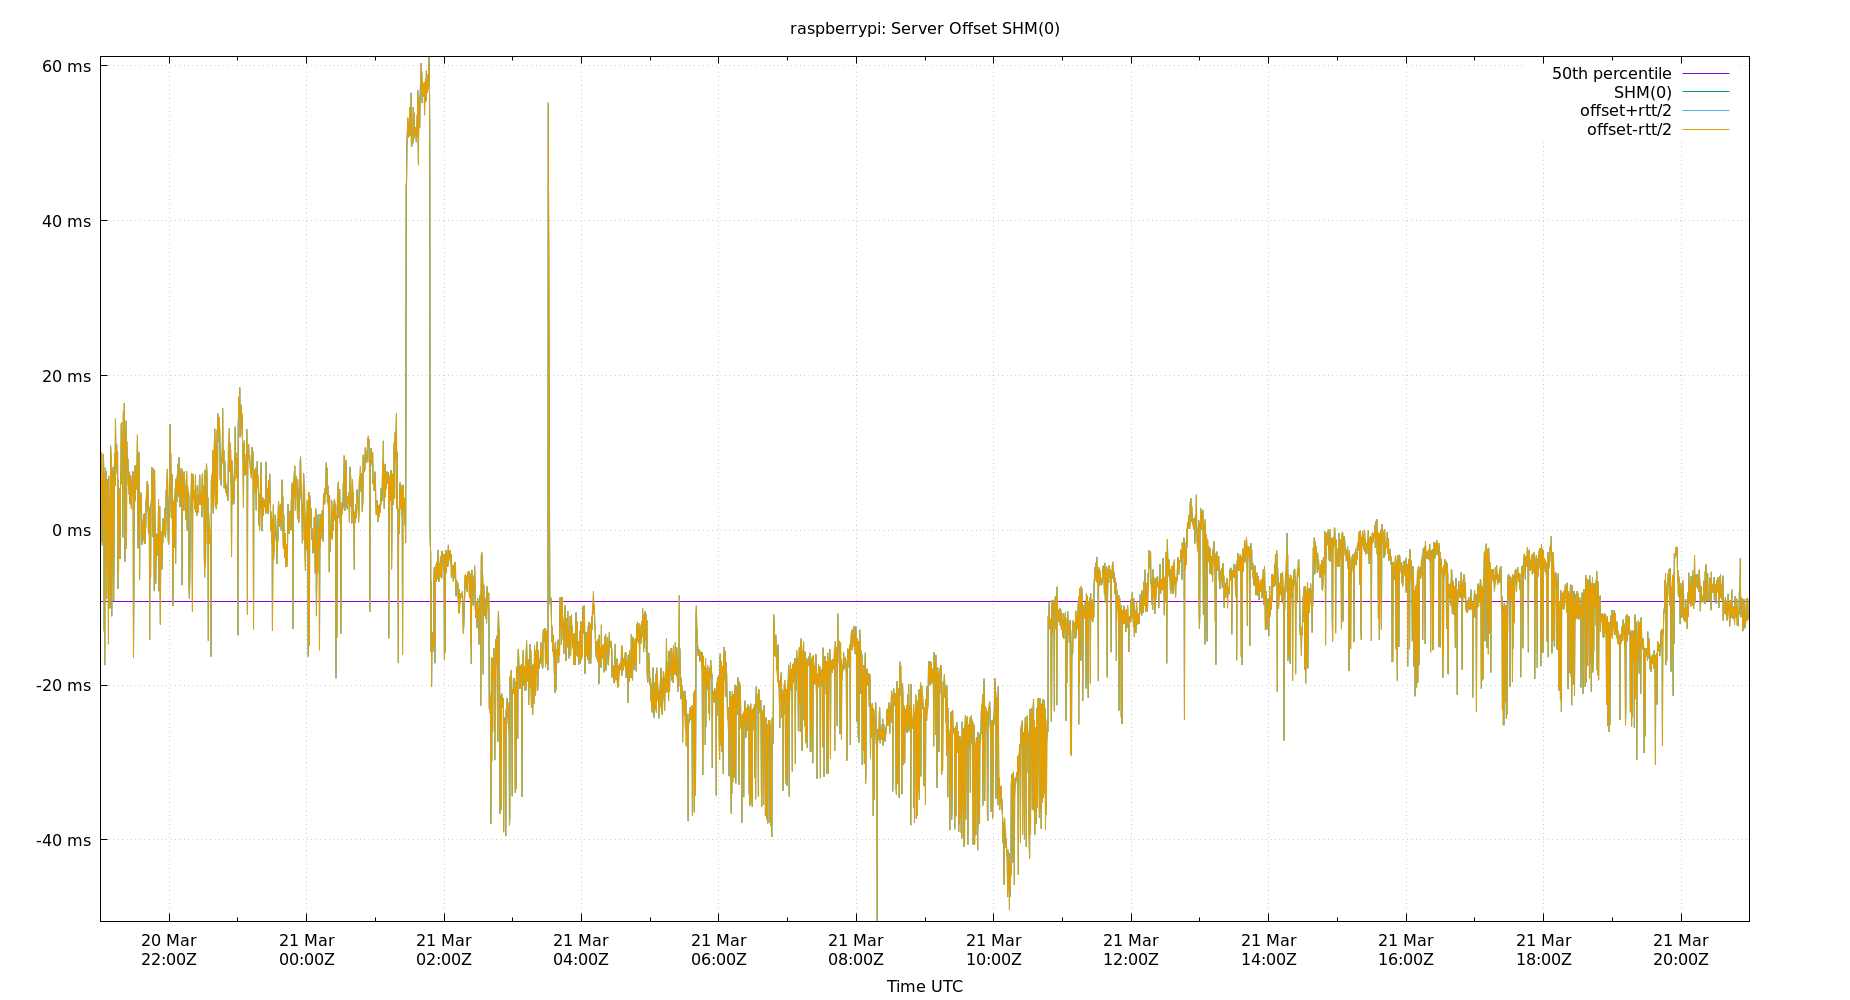 raspberrypi: Server Offset SHM(0)
50th percentile
SHM(0)
offset+rtt/2
offset-rtt/2
60 ms
40 ms
20 ms
0 ms
-20 ms
-40 ms
20 Mar 21 Mar 21 Mar 21 Mar 21 Mar 21 Mar 21 Mar 21 Mar 21 Mar 21 Mar 21 Mar 21 Mar
22:00Z 00:00Z 02:00Z 04:00Z 06:00Z 08:00Z 10:00Z 12:00Z 14:00Z 16:00Z 18:00Z 20:00Z
Time UTC